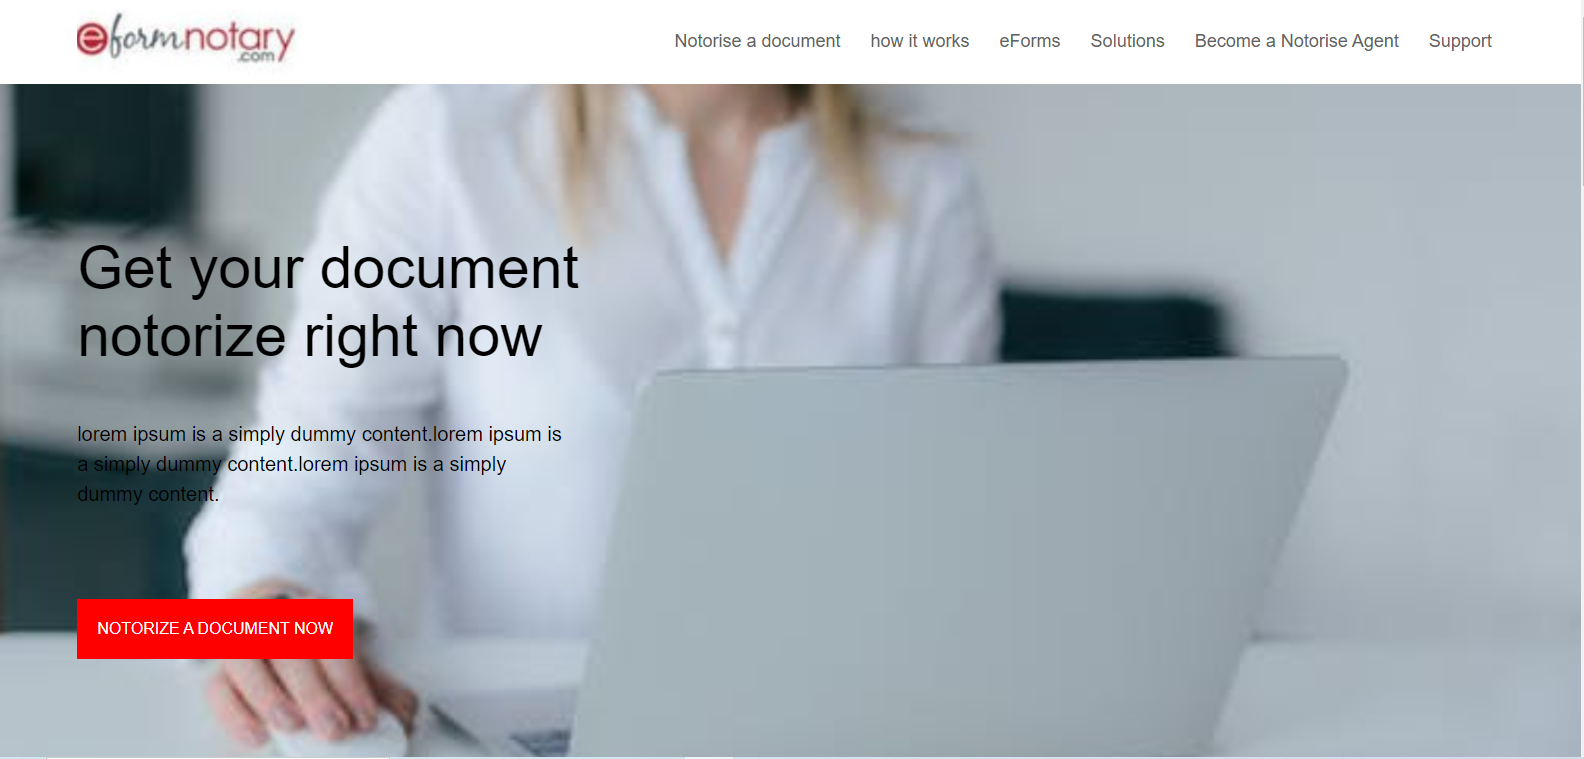 eformnotary
.com
Notorise a document how it works eForms Solutions Become a Notorise Agent Support
Get your document
notorize right now
lorem ipsum is a simply dummy content.lorem ipsum is
a simply dummy content.lorem ipsum is a simply
dummy content.
NOTORIZE A DOCUMENT NOW